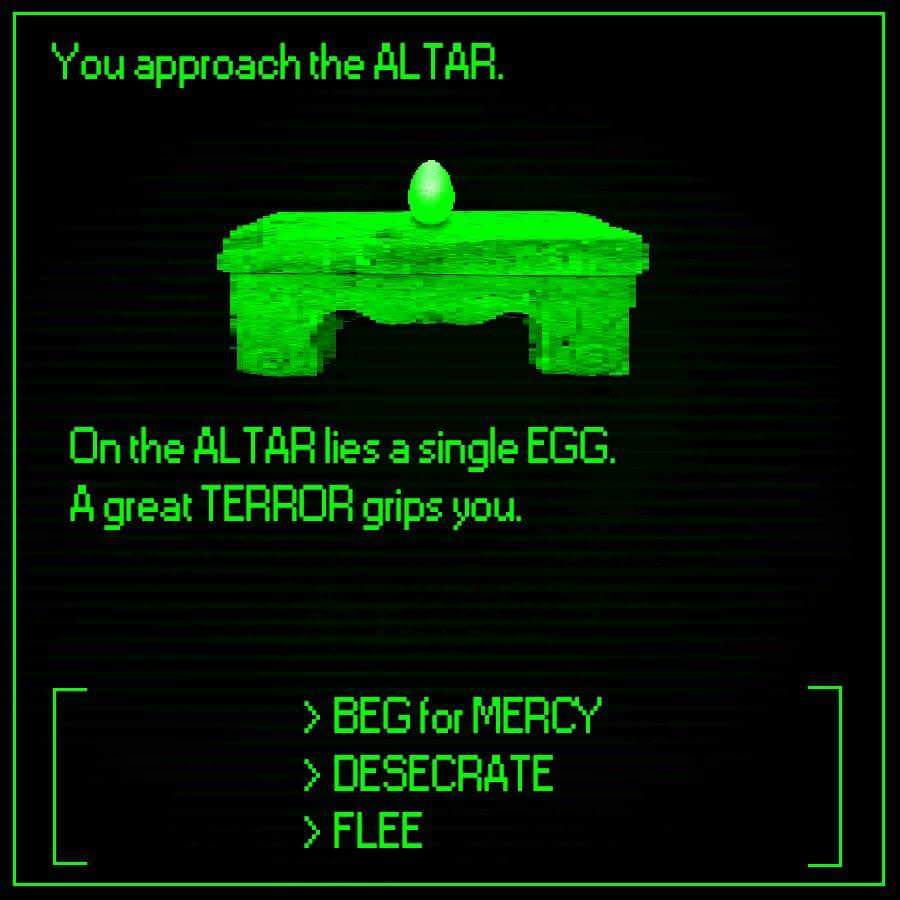 You approach the ALTAR.
On the ALTAR lies a single EGG.
A great TERROR grips you.
> BEG for MERCY
> DESECRATE
> FLEE